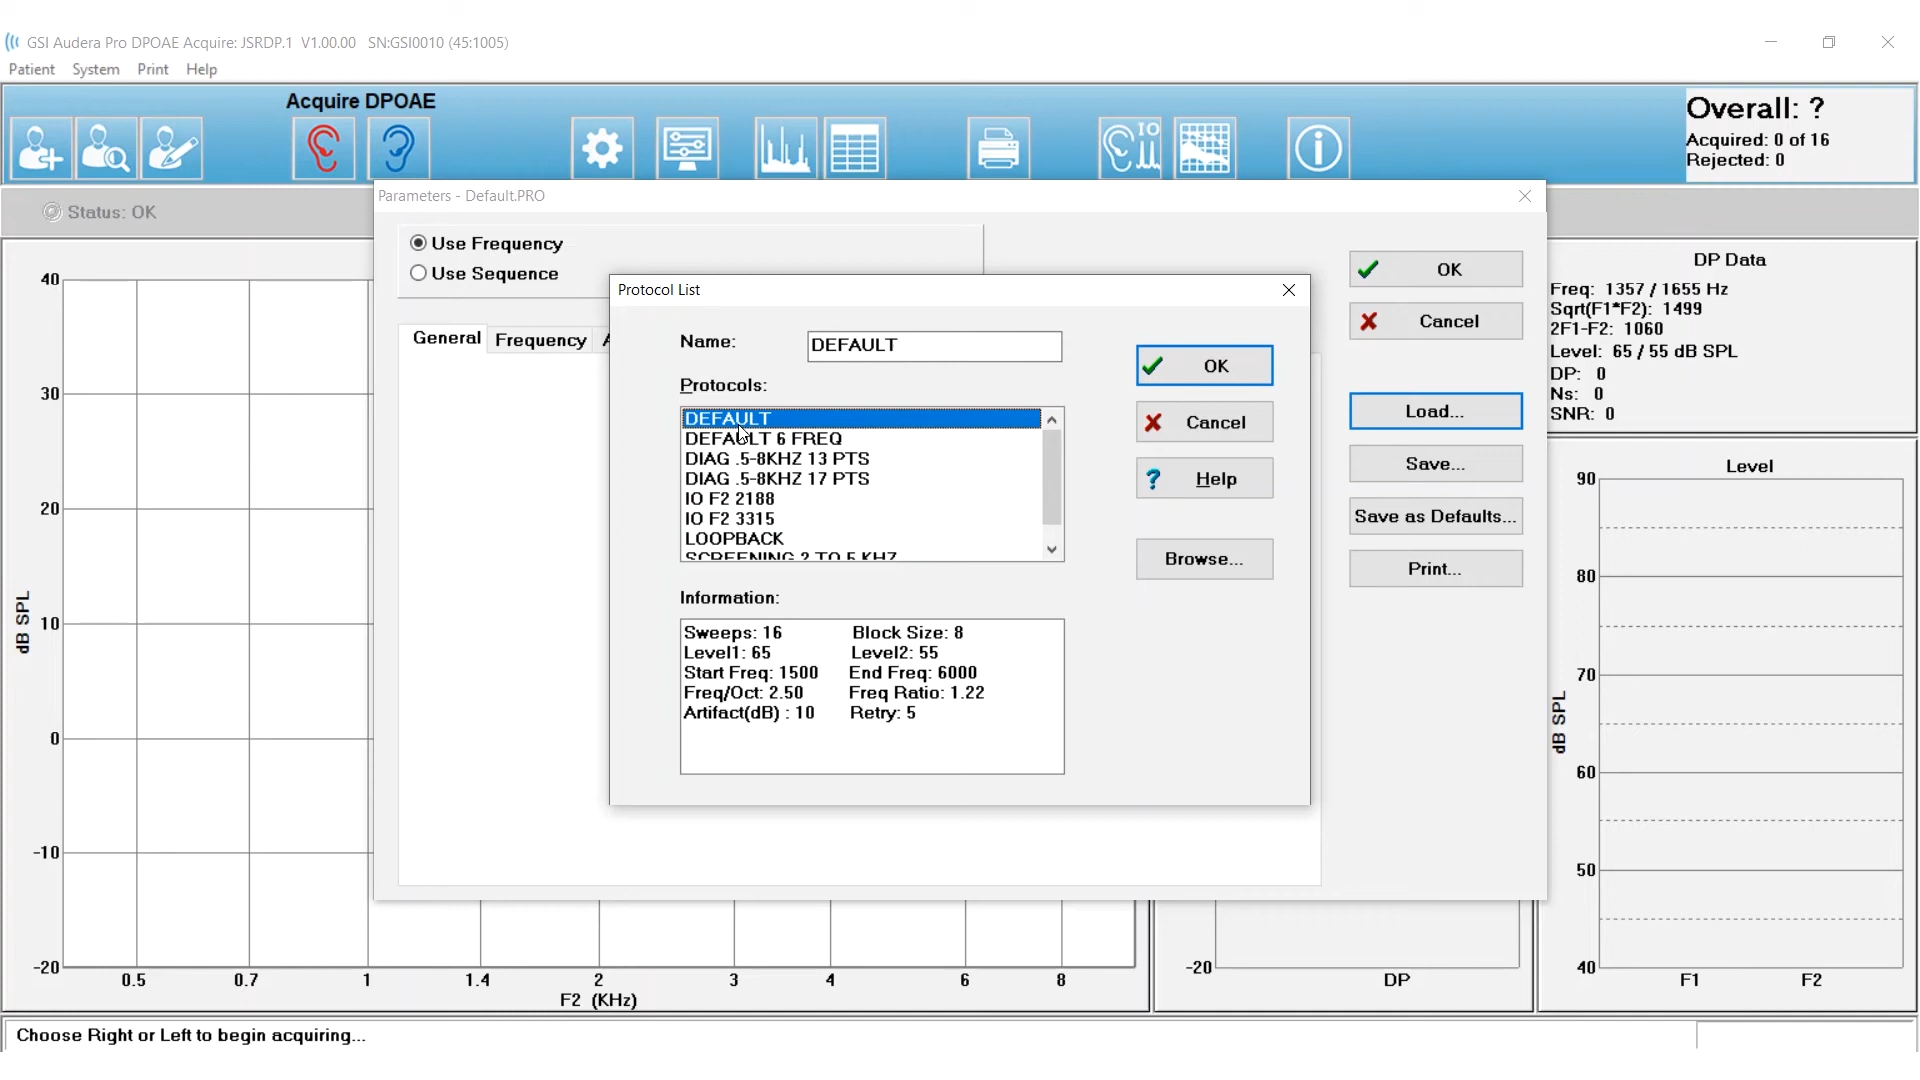 GSI Audera Pro DPOAE Acquire: JSRDP.1 V1.00.00 SN:GSI0010 (45:1005)
Patient System Print Help
Acquire DPOAE
IO
Overall: ?
Acquired: 0 of 16
Rejected: 0
Status: OK
Parameters - Default.PRO
Use Frequency
Use Sequence
General Frequency
OK
Cancel
Load...
Save...
Save as Defaults...
Print...
Protocol List
Name: DEFAULT
Protocols:
DEFAULT
DEFAULT 6 FREQ
DIAG .5-8KHZ 13 PTS
DIAG .5-8KHZ 17 PTS
IO F2 2188
IO F2 3315
LOOPBACK
SCREENING 2 TO 5 KHZ
OK
Cancel
Help
Browse...
Information:
Sweeps: 16 Block Size: 8
Level1: 65 Level2: 55
Start Freq: 1500 End Freq: 6000
Freq/Oct: 2.50 Freq Ratio: 1.22
Artifact(dB) : 10 Retry: 5
DP Data
Freq: 1357 / 1655 Hz
Sqrt(F1*F2): 1499
2F1-F2: 1060
Level: 65 / 55 dB SPL
DP: 0
Ns: 0
SNR: 0
40
30
20
10
0
-10
-20
dB SPL
0.5 0.7 1 1.4 2 3 4 6 8
F2 (KHz)
-20
DP
Level
90
80
70
60
50
40
dB SPL
F1 F2
Choose Right or Left to begin acquiring...